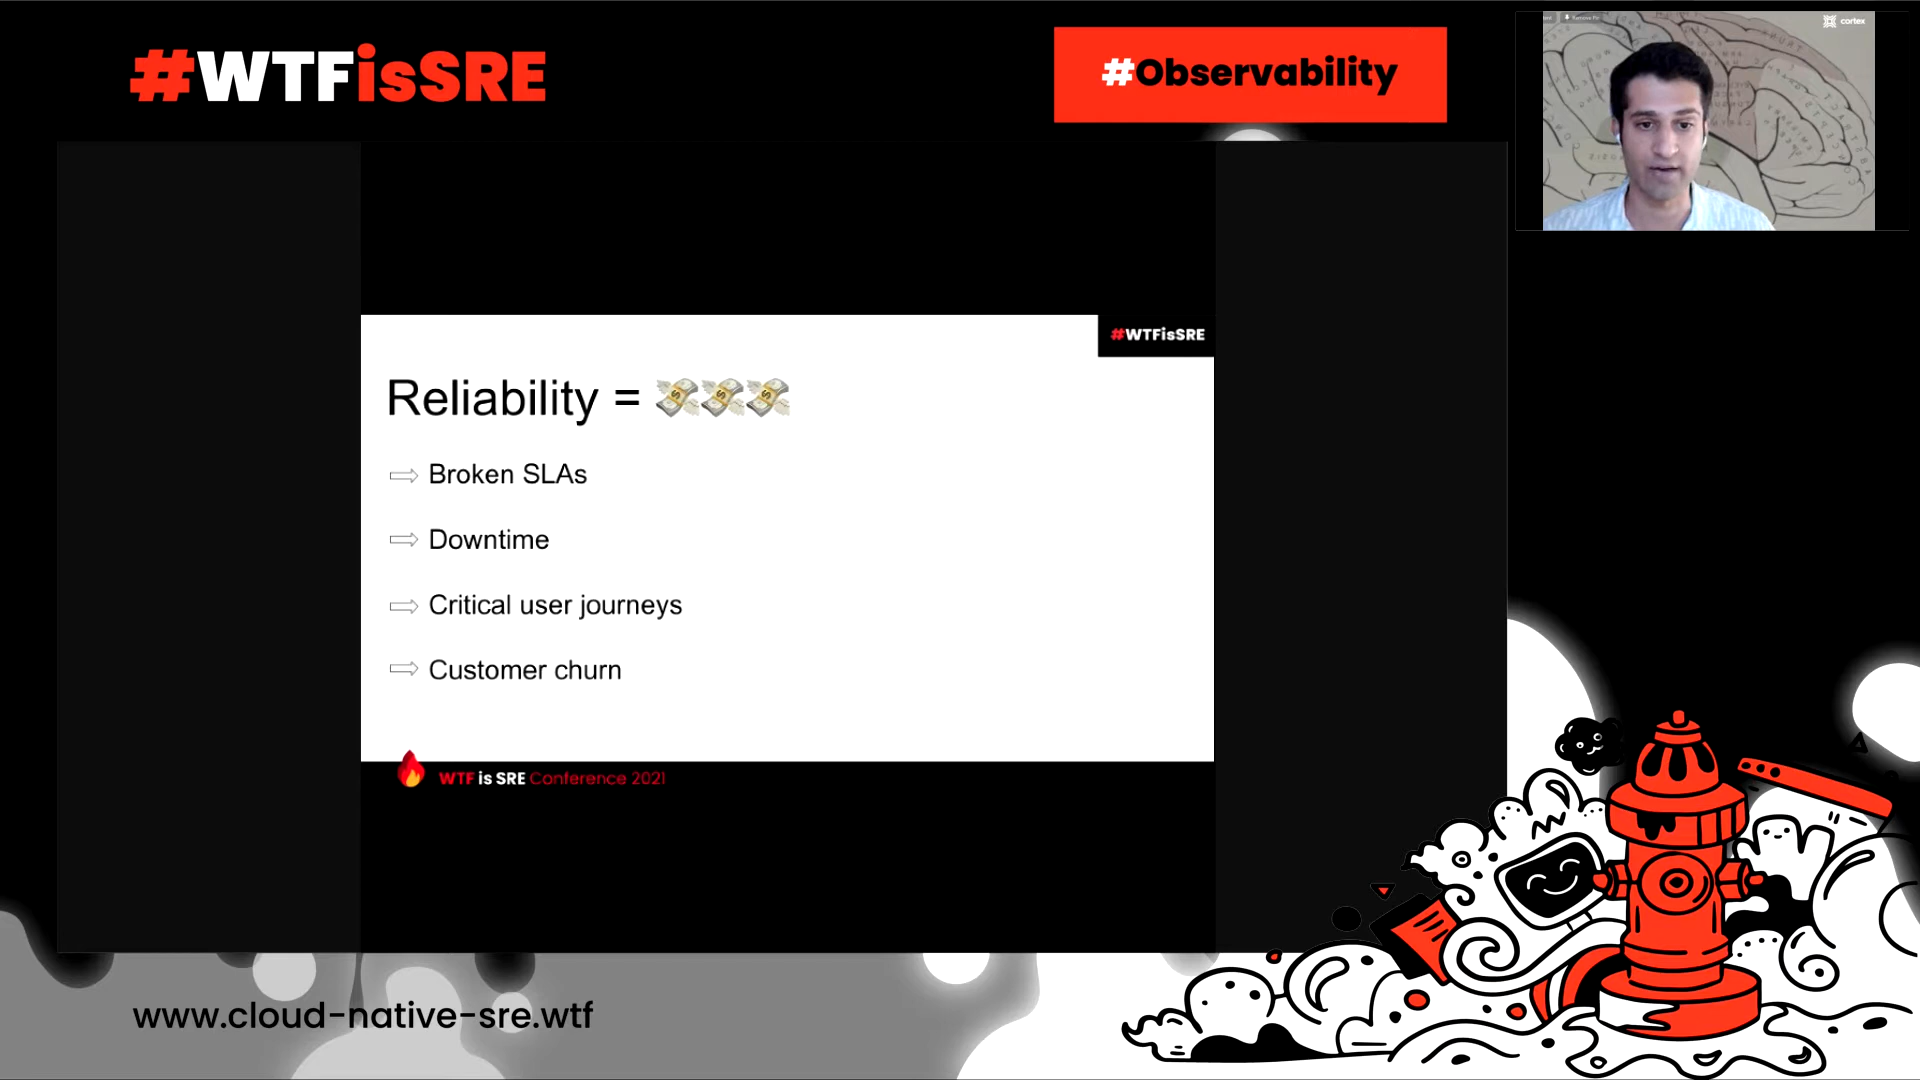 #WTFisSRE
#Observability
cortex
#WTFisSRE
Reliability = 💸💸💸
⇨ Broken SLAs
⇨ Downtime
⇨ Critical user journeys
⇨ Customer churn
WTF is SRE Conference 2021
www.cloud-native-sre.wtf